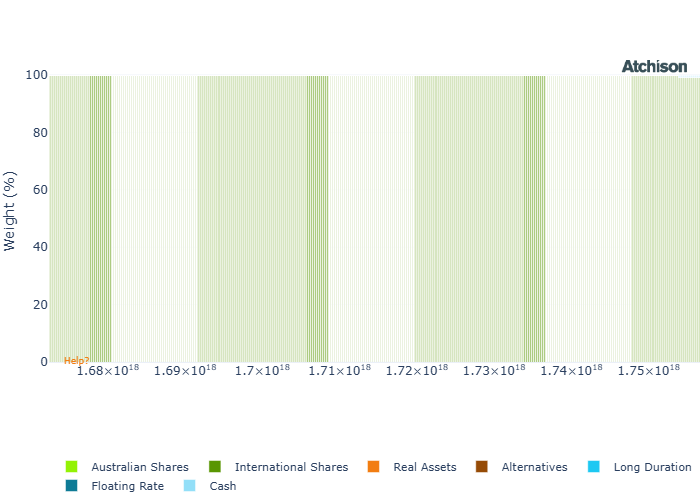 Atchison
100
80
60
40
20
0
Weight (%)
Help?
1.68×10¹⁸ 1.69×10¹⁸ 1.7×10¹⁸ 1.71×10¹⁸ 1.72×10¹⁸ 1.73×10¹⁸ 1.74×10¹⁸ 1.75×10¹⁸
Australian Shares International Shares Real Assets Alternatives Long Duration
Floating Rate Cash